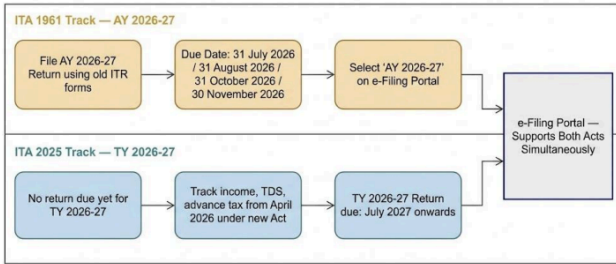 ITA 1961 Track — AY 2026-27
File AY 2026-27
Return using old ITR
forms
Due Date: 31 July 2026
/ 31 August 2026 /
31 October 2026 /
30 November 2026
Select 'AY 2026-27'
on e-Filing Portal
e-Filing Portal —
Supports Both Acts
Simultaneously
ITA 2025 Track — TY 2026-27
No return due yet for
TY 2026-27
Track income, TDS,
advance tax from April
2026 under new Act
TY 2026-27 Return
due: July 2027 onwards